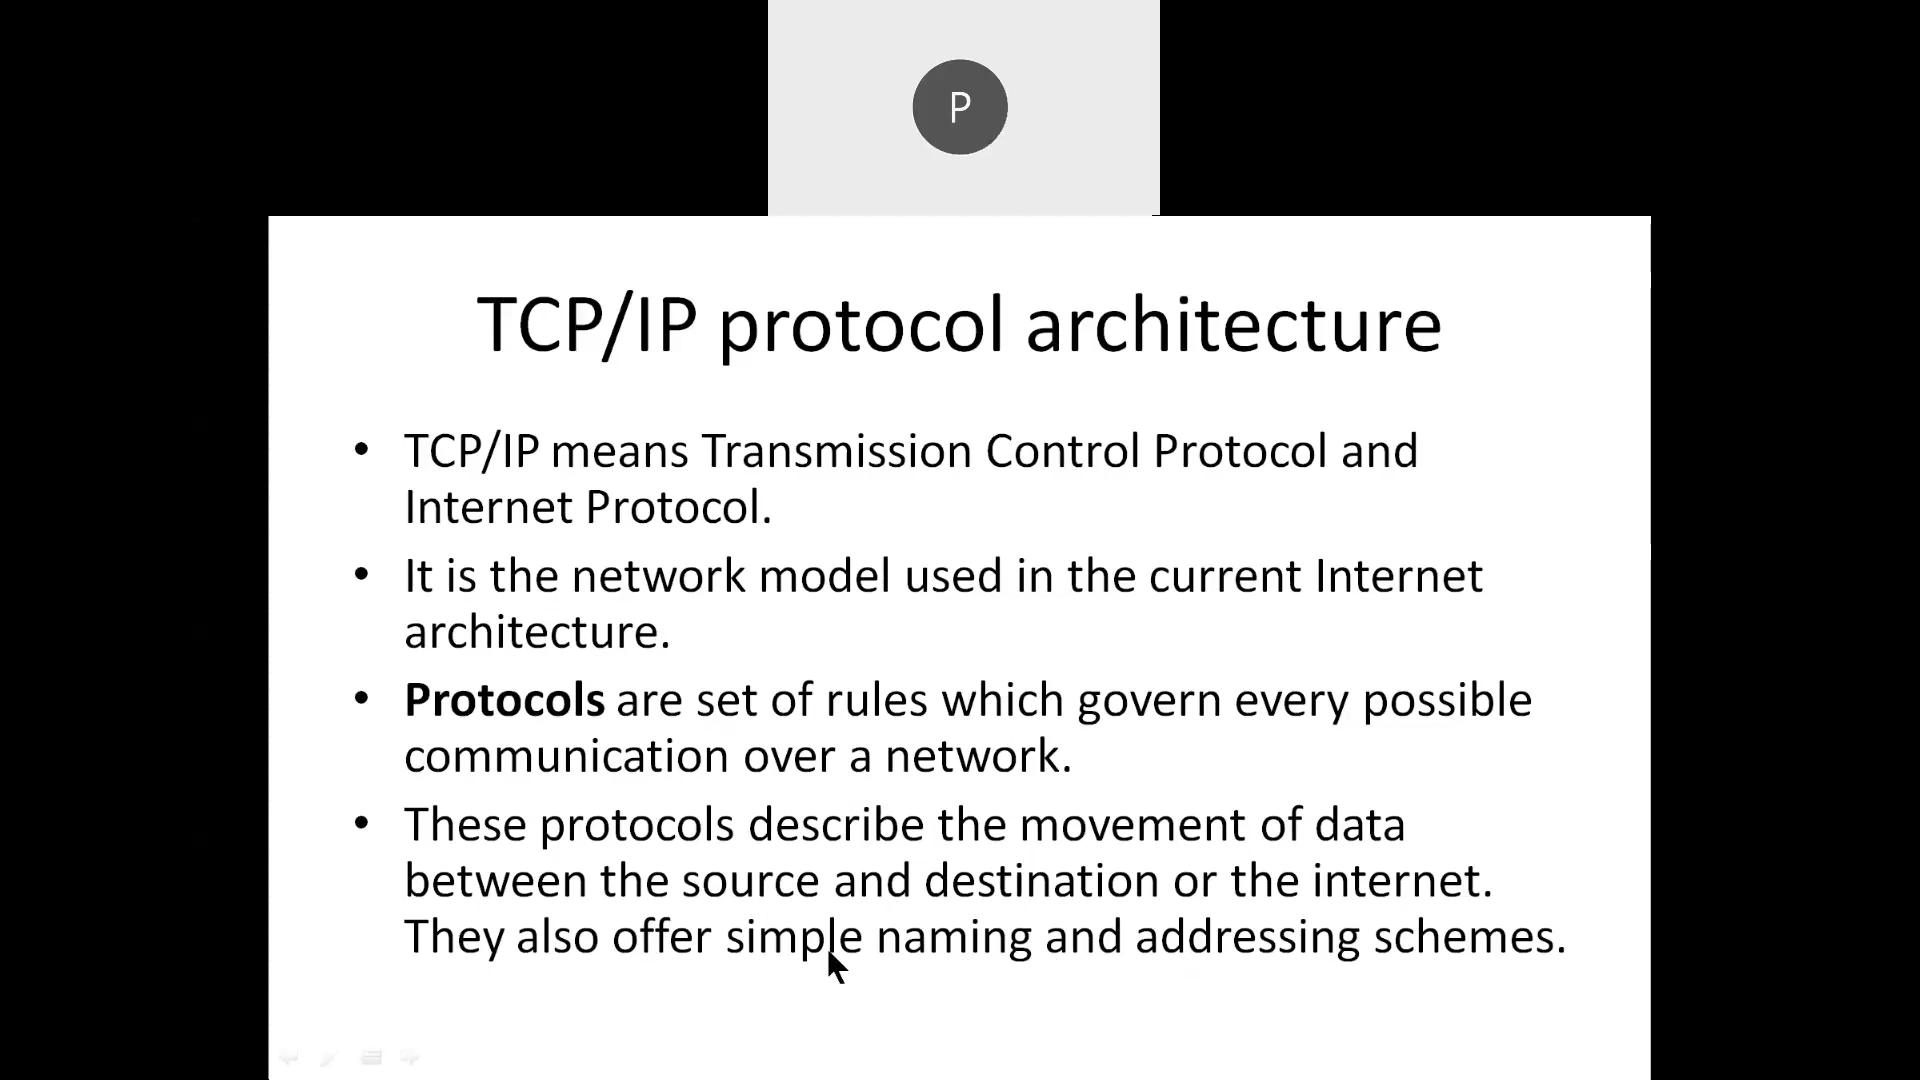 P
TCP/IP protocol architecture
• TCP/IP means Transmission Control Protocol and
Internet Protocol.
• It is the network model used in the current Internet
architecture.
• Protocols are set of rules which govern every possible
communication over a network.
• These protocols describe the movement of data
between the source and destination or the internet.
They also offer simple naming and addressing schemes.